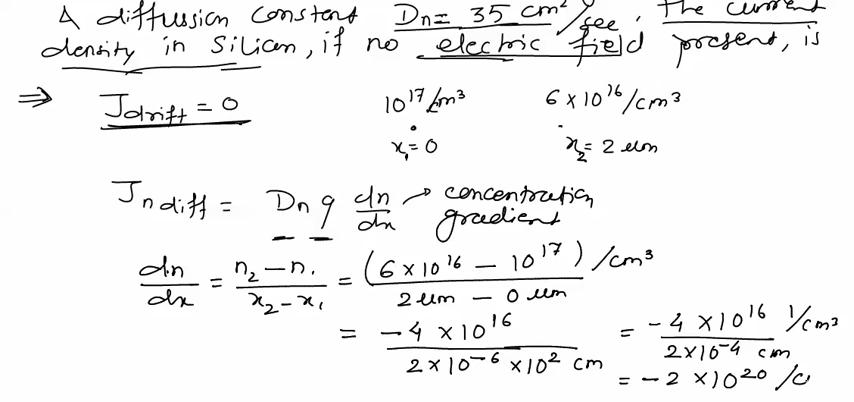 A diffusion constant Dn = 35 cm²/sec. The current
density in Silicon, if no electric field present, is
⇒ Jdrift = 0 10¹⁷/cm³ 6 × 10¹⁶/cm³
x₁ = 0 x₂ = 2 um
Jn diff = Dn q dn/dx → concentration
gradient
dn/dx = (n₂ - n₁)/(x₂ - x₁) = (6 × 10¹⁶ - 10¹⁷) /cm³ / (2 um - 0 um)
= (-4 × 10¹⁶)/(2 × 10⁻⁶ × 10² cm) = (-4 × 10¹⁶ 1/cm³)/(2 × 10⁻⁴ cm)
= -2 × 10²⁰ /c